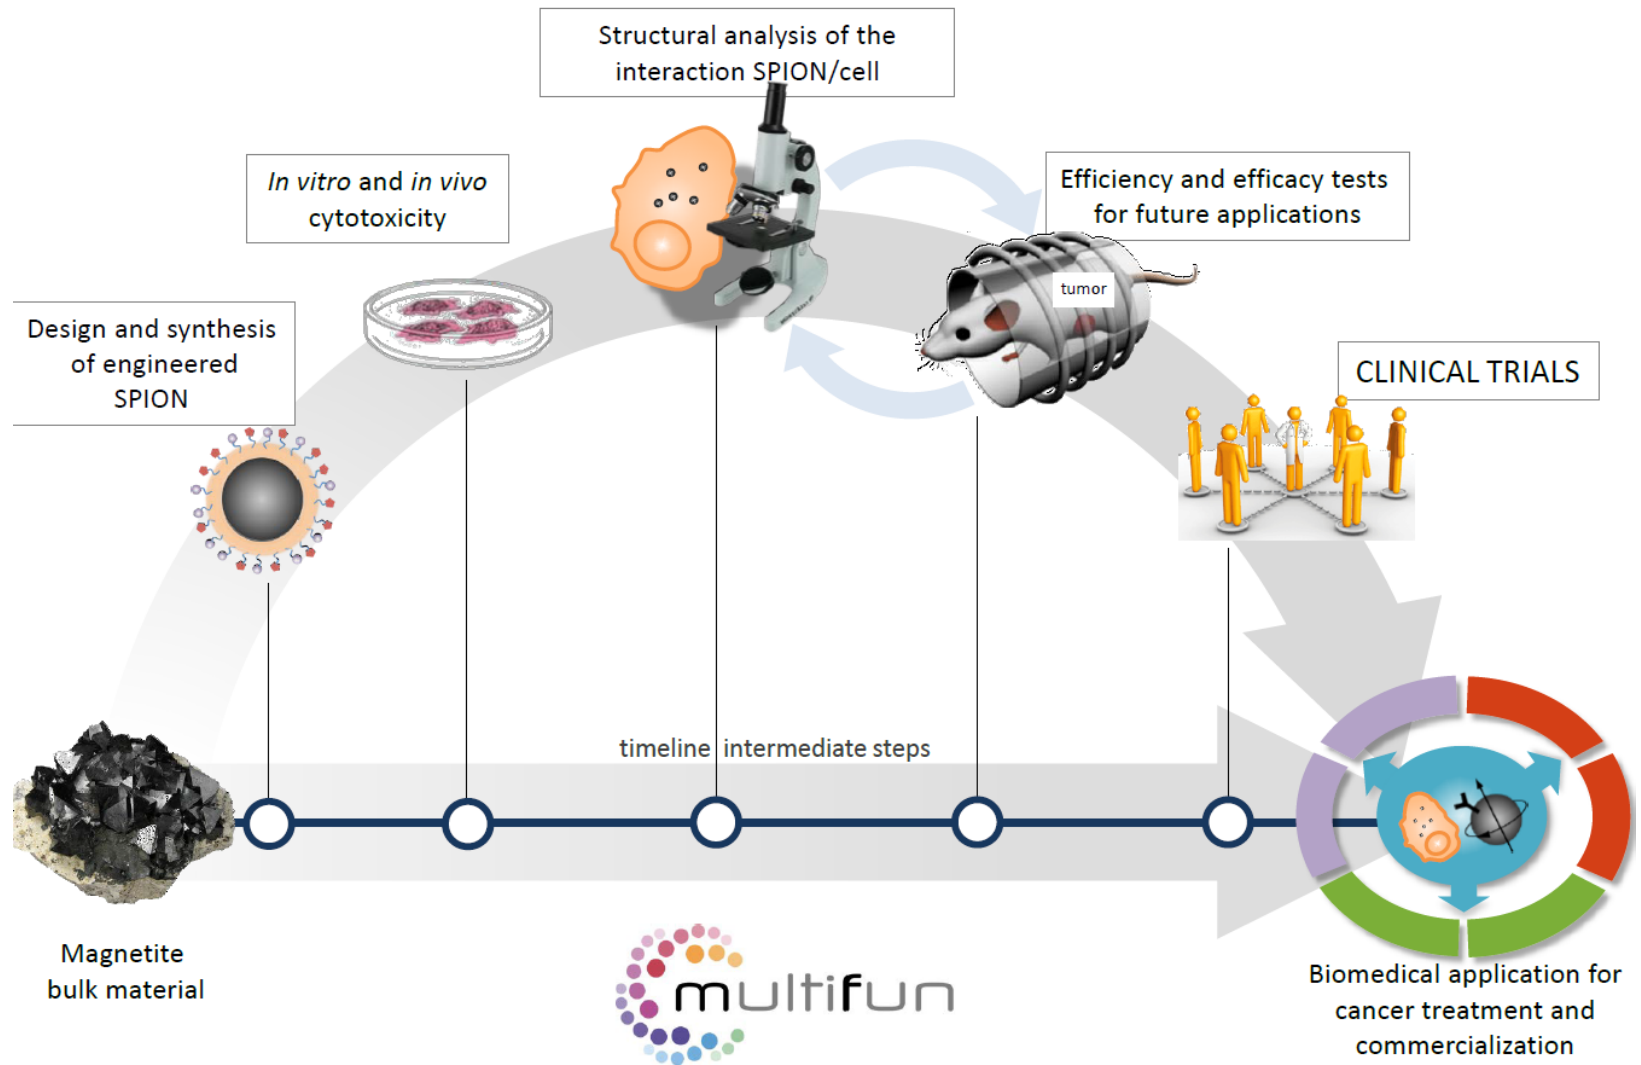 Structural analysis of the
interaction SPION/cell
In vitro and in vivo
cytotoxicity
Efficiency and efficacy tests
for future applications
tumor
Design and synthesis
of engineered
SPION
CLINICAL TRIALS
timeline intermediate steps
Magnetite
bulk material
multifun
Biomedical application for
cancer treatment and
commercialization